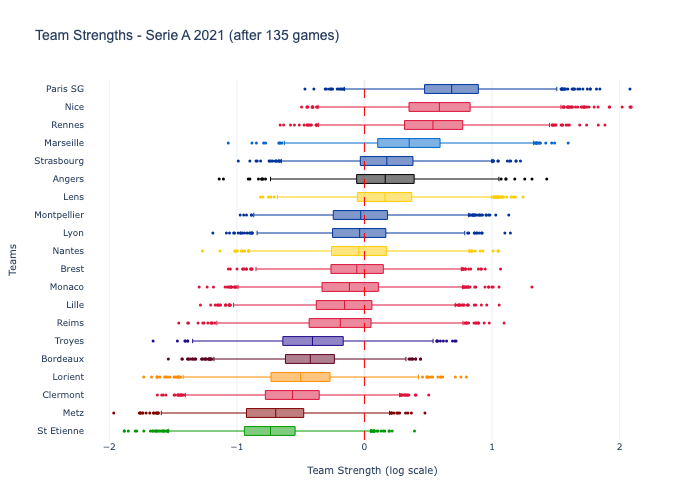 Team Strengths - Serie A 2021 (after 135 games)
Paris SG
Nice
Rennes
Marseille
Strasbourg
Angers
Lens
Montpellier
Lyon
Nantes
Brest
Monaco
Lille
Reims
Troyes
Bordeaux
Lorient
Clermont
Metz
St Etienne
Teams
−2 −1 0 1 2
Team Strength (log scale)